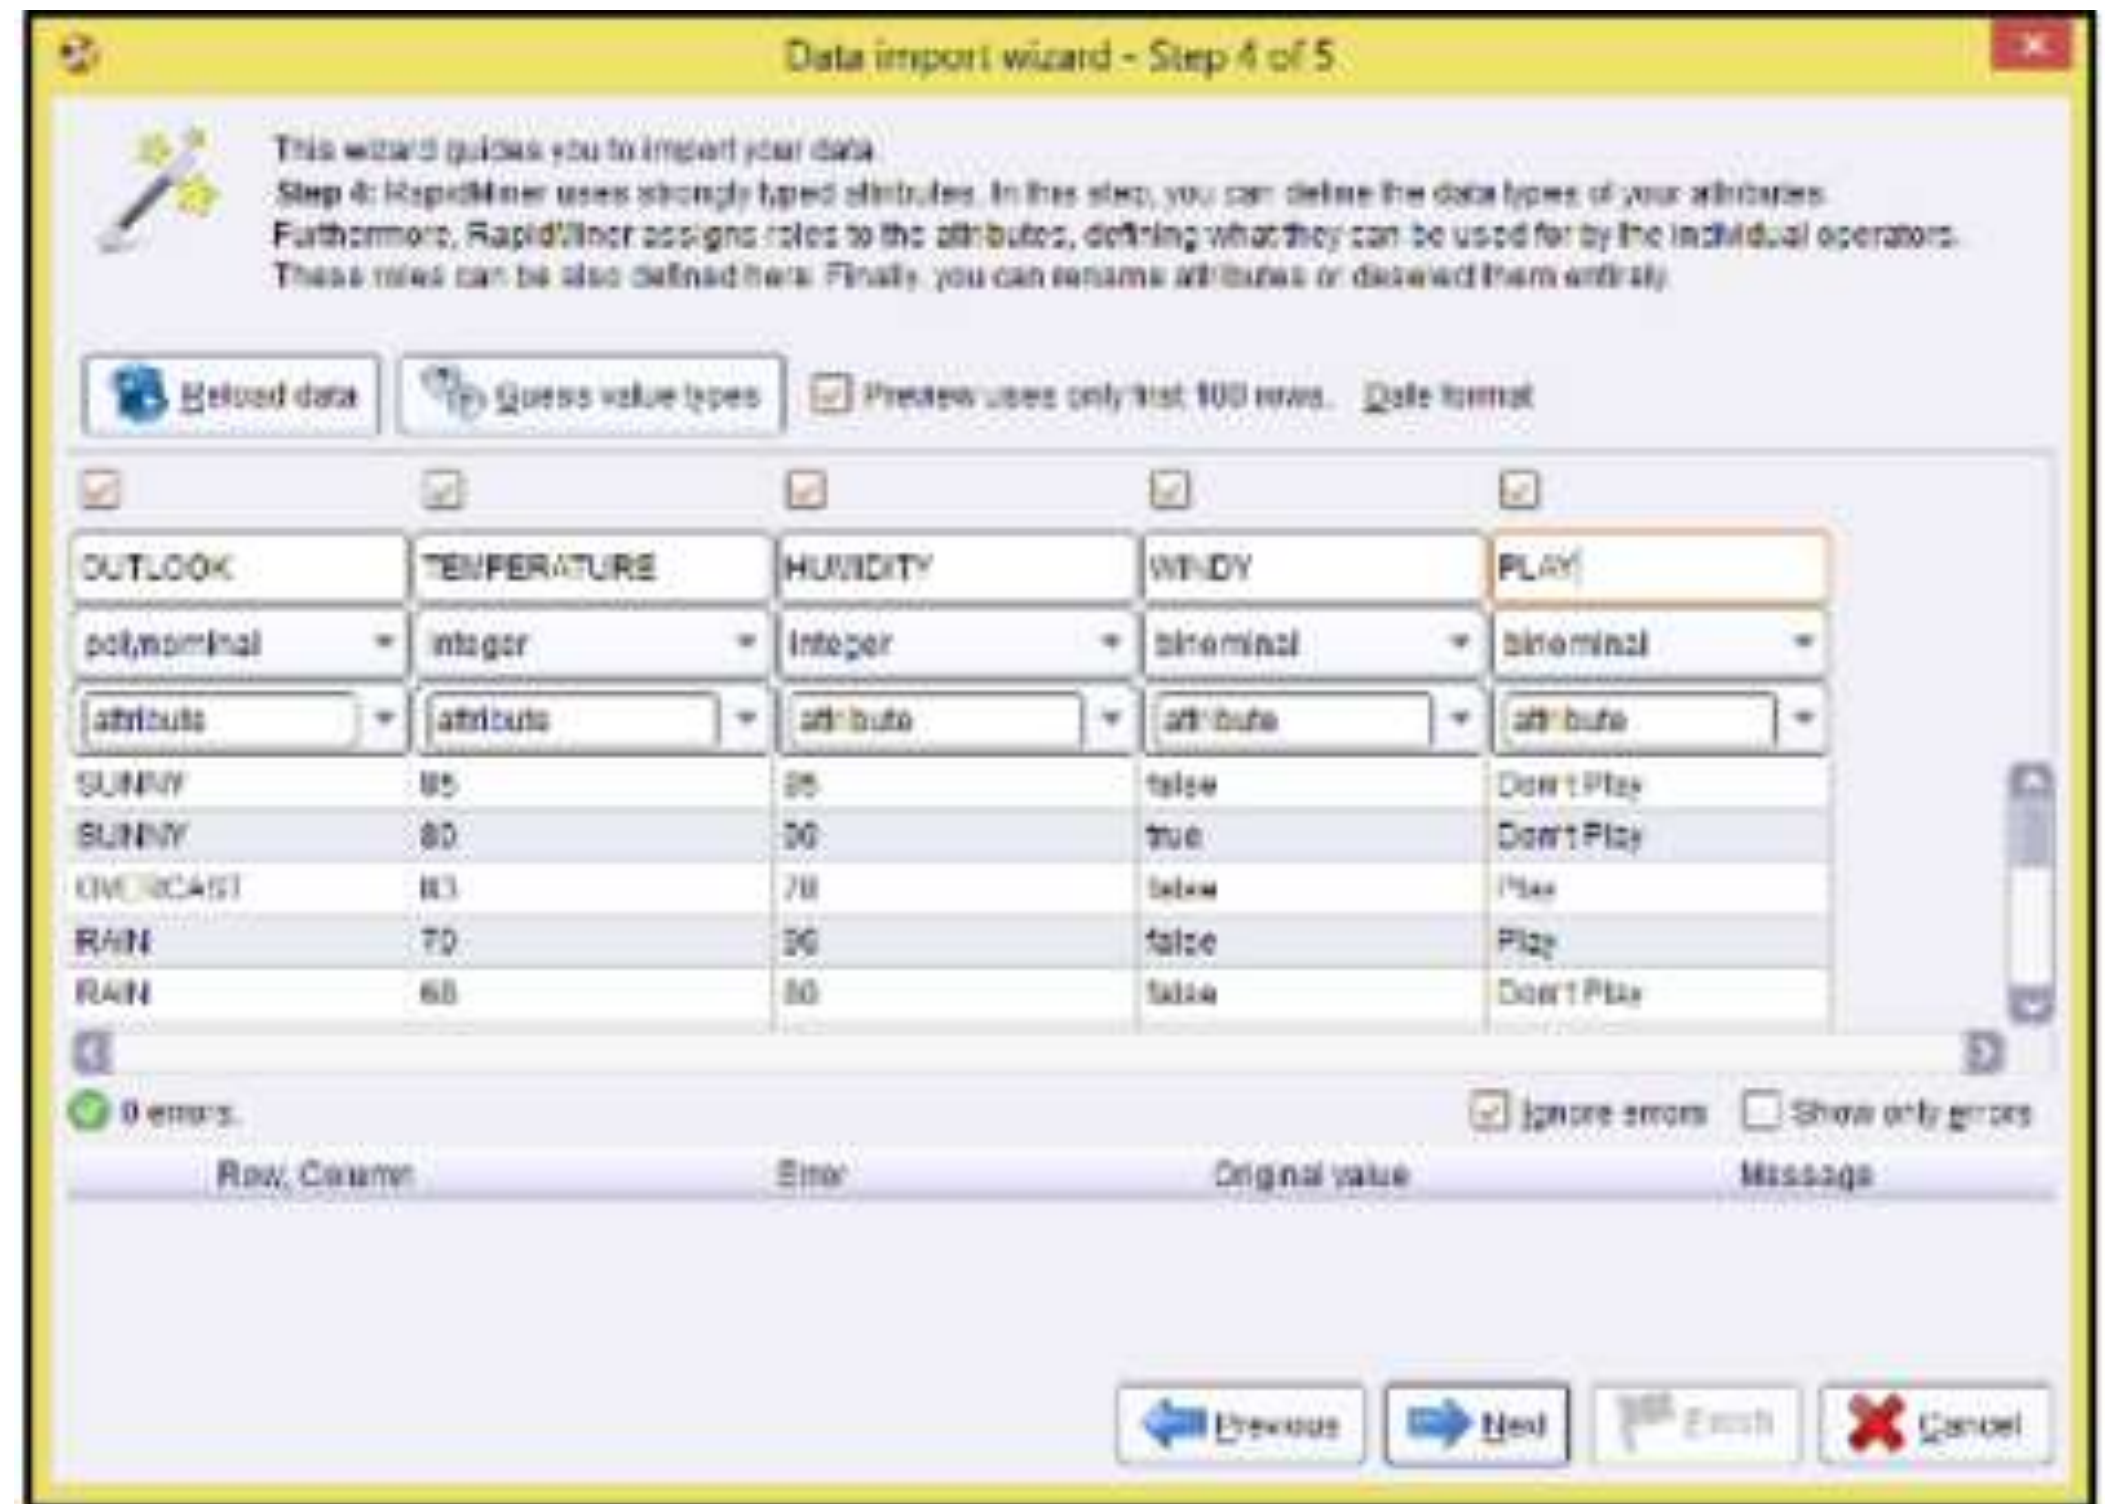 Data import wizard - Step 4 of 5
This wizard guides you to import your data.
Step 4: RapidMiner uses strongly typed attributes. In this step, you can define the data types of your attributes.
Furthermore, RapidMiner assigns roles to the attributes, defining what they can be used for by the individual operators.
These roles can be also defined here. Finally, you can rename attributes or deselect them entirely.
Reload data Guess value types Preview uses only first 100 rows. Date format
OUTLOOK TEMPERATURE HUMIDITY WINDY PLAY
polynominal integer integer binominal binominal
attribute attribute attribute attribute attribute
SUNNY 85 85 false Don't Play
SUNNY 80 90 true Don't Play
OVERCAST 83 78 false Play
RAIN 70 96 false Play
RAIN 68 80 false Don't Play
0 errors. Ignore errors Show only errors
Row, Column Error Original value Message
Previous Next Finish Cancel